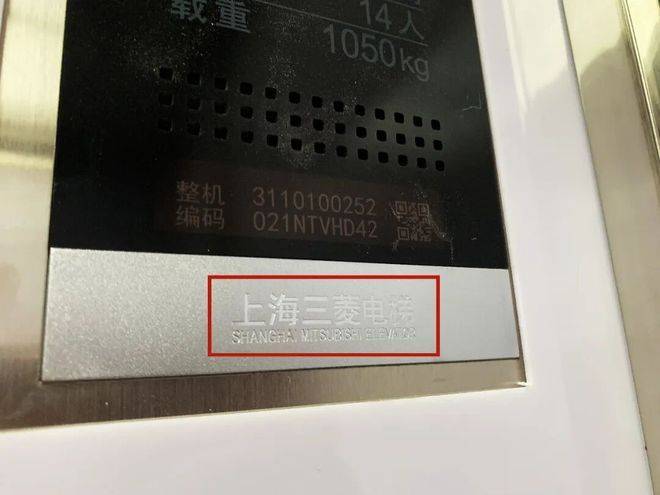 14人
载重
1050kg
整机 3110100252
编码 021NTVHD42
上海三菱电梯
SHANGHAI MITSUBISHI ELEVATOR